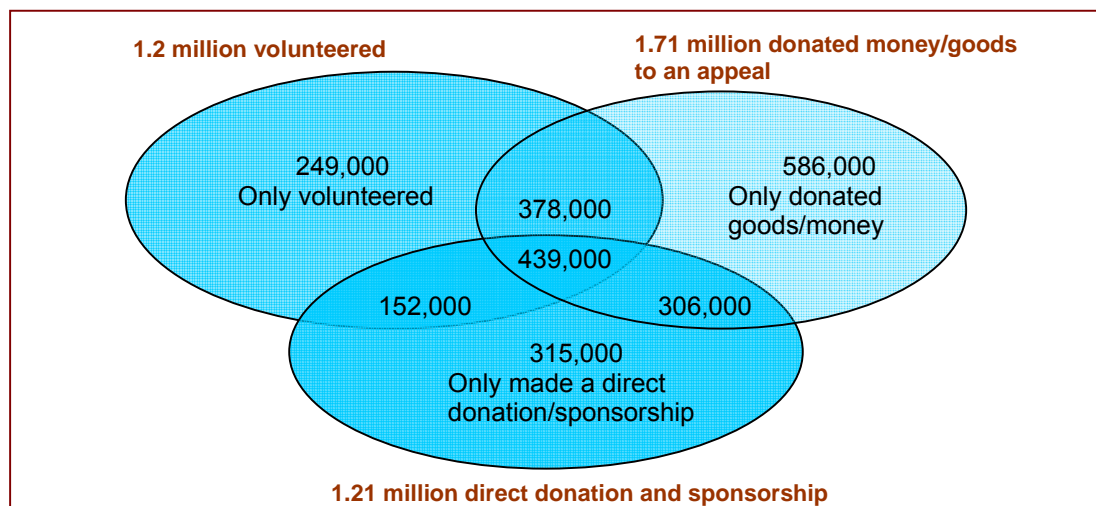 1.2 million volunteered
1.71 million donated money/goods
to an appeal
249,000
Only volunteered
586,000
Only donated
goods/money
378,000
439,000
152,000
306,000
315,000
Only made a direct
donation/sponsorship
1.21 million direct donation and sponsorship